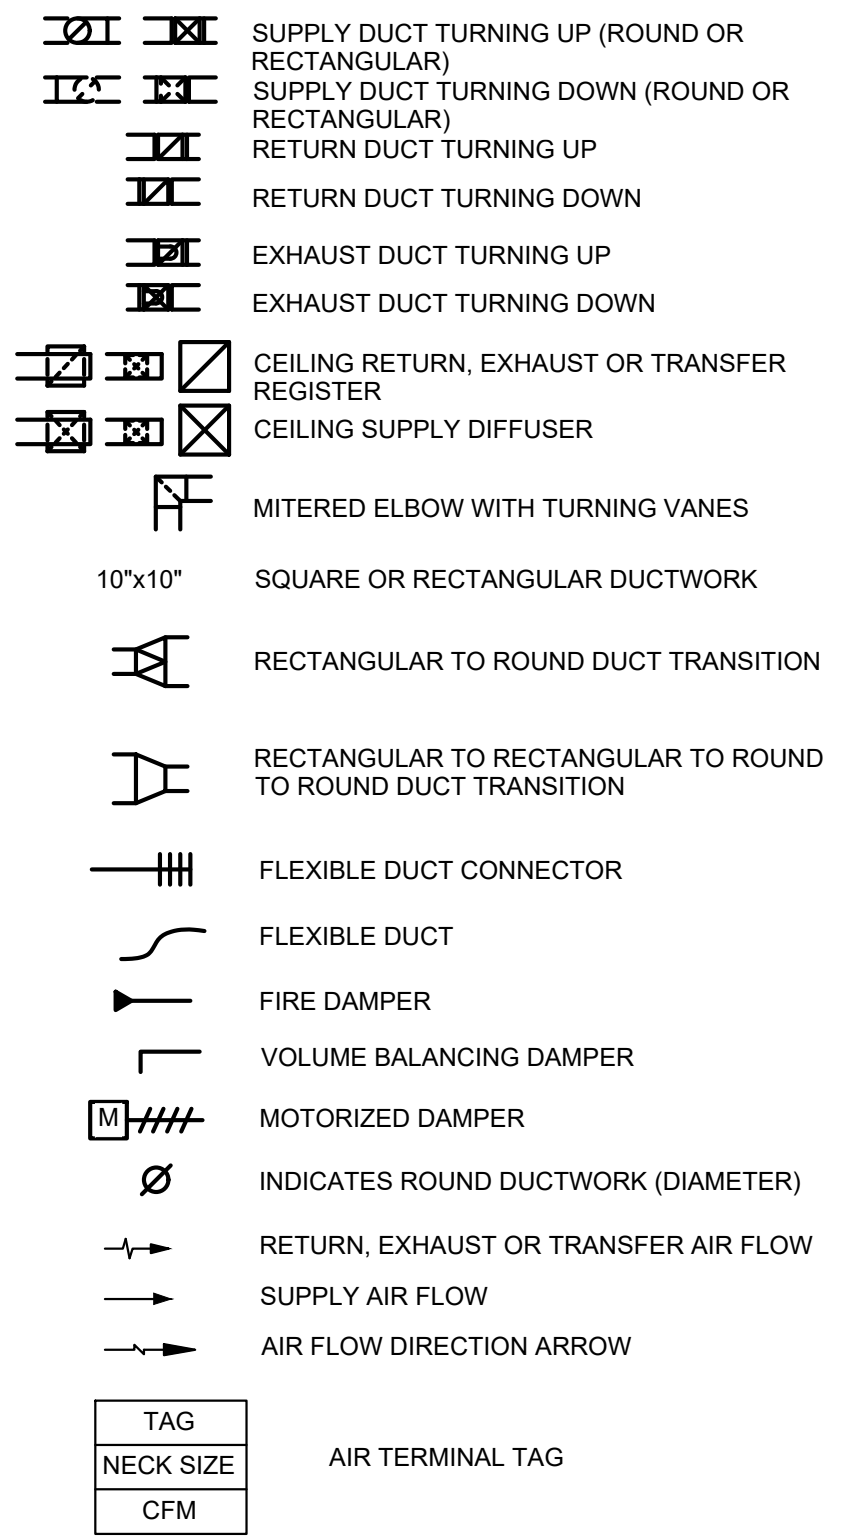 SUPPLY DUCT TURNING UP (ROUND OR
RECTANGULAR)
SUPPLY DUCT TURNING DOWN (ROUND OR
RECTANGULAR)
RETURN DUCT TURNING UP
RETURN DUCT TURNING DOWN
EXHAUST DUCT TURNING UP
EXHAUST DUCT TURNING DOWN
CEILING RETURN, EXHAUST OR TRANSFER
REGISTER
CEILING SUPPLY DIFFUSER
MITERED ELBOW WITH TURNING VANES
10"x10" SQUARE OR RECTANGULAR DUCTWORK
RECTANGULAR TO ROUND DUCT TRANSITION
RECTANGULAR TO RECTANGULAR TO ROUND
TO ROUND DUCT TRANSITION
FLEXIBLE DUCT CONNECTOR
FLEXIBLE DUCT
FIRE DAMPER
VOLUME BALANCING DAMPER
M MOTORIZED DAMPER
INDICATES ROUND DUCTWORK (DIAMETER)
RETURN, EXHAUST OR TRANSFER AIR FLOW
SUPPLY AIR FLOW
AIR FLOW DIRECTION ARROW
TAG
NECK SIZE AIR TERMINAL TAG
CFM